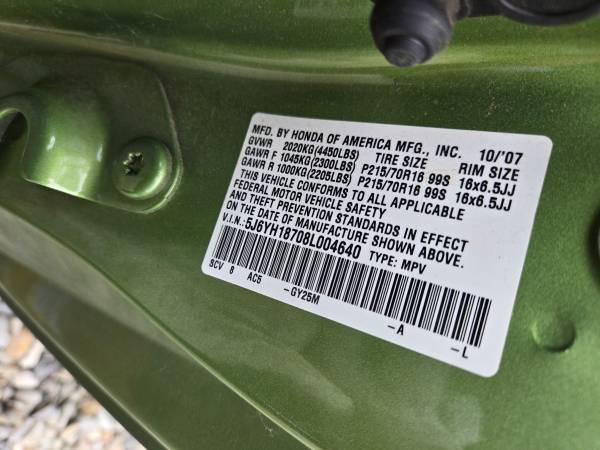 MFD. BY HONDA OF AMERICA MFG., INC. 10/'07
GVWR 2020KG(4450LBS) TIRE SIZE RIM SIZE
GAWR F 1045KG(2300LBS) P215/70R16 99S 16x6.5JJ
GAWR R 1000KG(2205LBS) P215/70R16 99S 16x6.5JJ
THIS VEHICLE CONFORMS TO ALL APPLICABLE
FEDERAL MOTOR VEHICLE SAFETY
AND THEFT PREVENTION STANDARDS IN EFFECT
ON THE DATE OF MANUFACTURE SHOWN ABOVE.
V.I.N.: 5J6YH18708L004640 TYPE: MPV
SCV 8 AC5 -GY25M -A -L